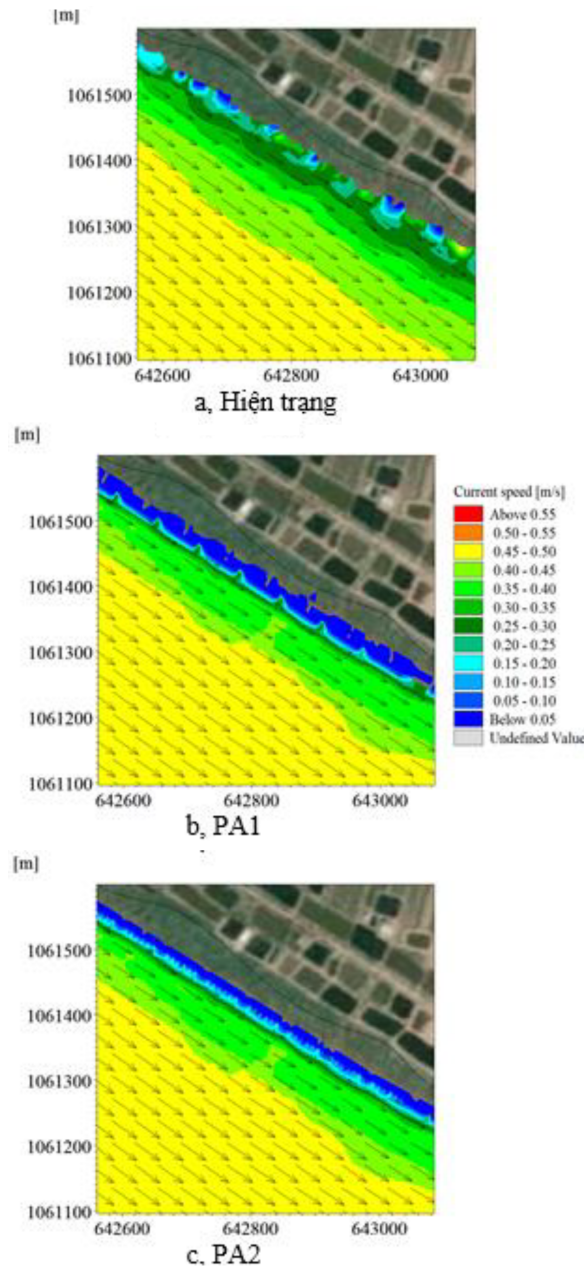 [m]
1061500
1061400
1061300
1061200
1061100
642600 642800 643000
a, Hiện trạng
[m]
1061500
1061400
1061300
1061200
1061100
642600 642800 643000
b, PA1
Current speed [m/s]
Above 0.55
0.50 - 0.55
0.45 - 0.50
0.40 - 0.45
0.35 - 0.40
0.30 - 0.35
0.25 - 0.30
0.20 - 0.25
0.15 - 0.20
0.10 - 0.15
0.05 - 0.10
Below 0.05
Undefined Value
[m]
1061500
1061400
1061300
1061200
1061100
642600 642800 643000
c, PA2